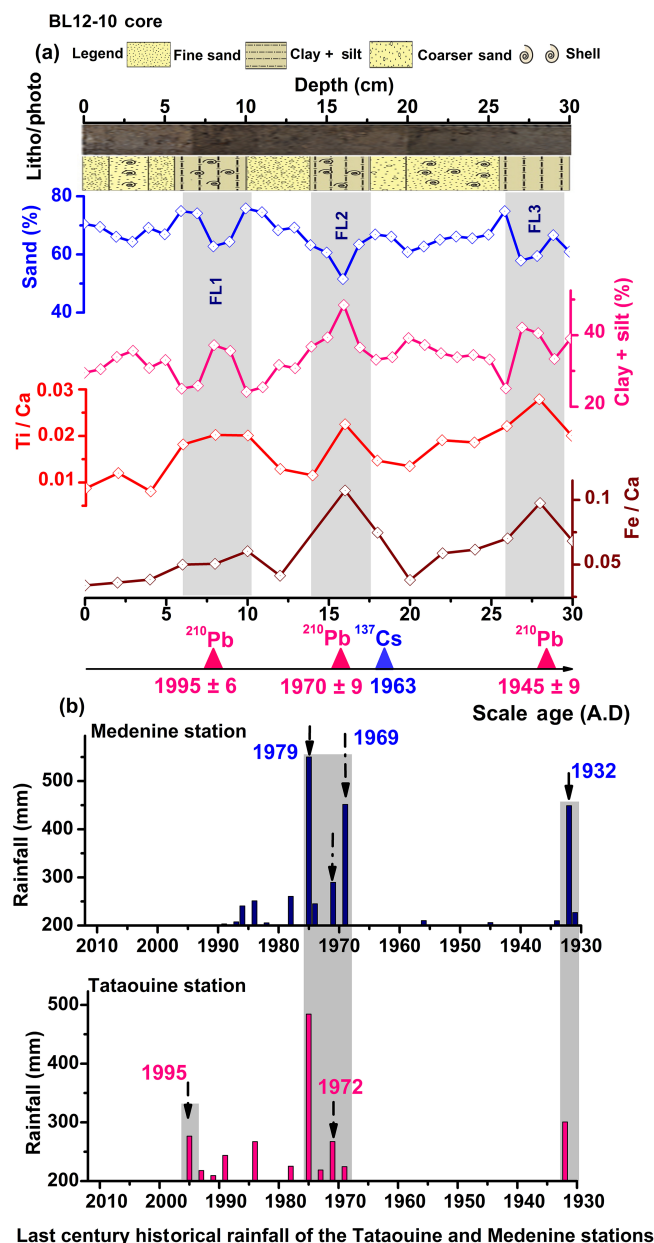 BL12-10 core
(a) Legend Fine sand Clay + silt Coarser sand Shell
Depth (cm)
0 5 10 15 20 25 30
Litho/photo
80
60
40
Sand (%)
FL1
FL2
FL3
40
20
Clay + silt (%)
0.03
0.02
0.01
Ti / Ca
0.1
0.05
Fe / Ca
0 5 10 15 20 25 30
210Pb 210Pb 137Cs 210Pb
1995 ± 6 1970 ± 9 1963 1945 ± 9
(b)
Scale age (A.D)
Medenine station
1979
1969
1932
500
400
300
200
Rainfall (mm)
2010 2000 1990 1980 1970 1960 1950 1940 1930
Tataouine station
500
400
300
200
Rainfall (mm)
1995
1972
2010 2000 1990 1980 1970 1960 1950 1940 1930
Last century historical rainfall of the Tataouine and Medenine stations